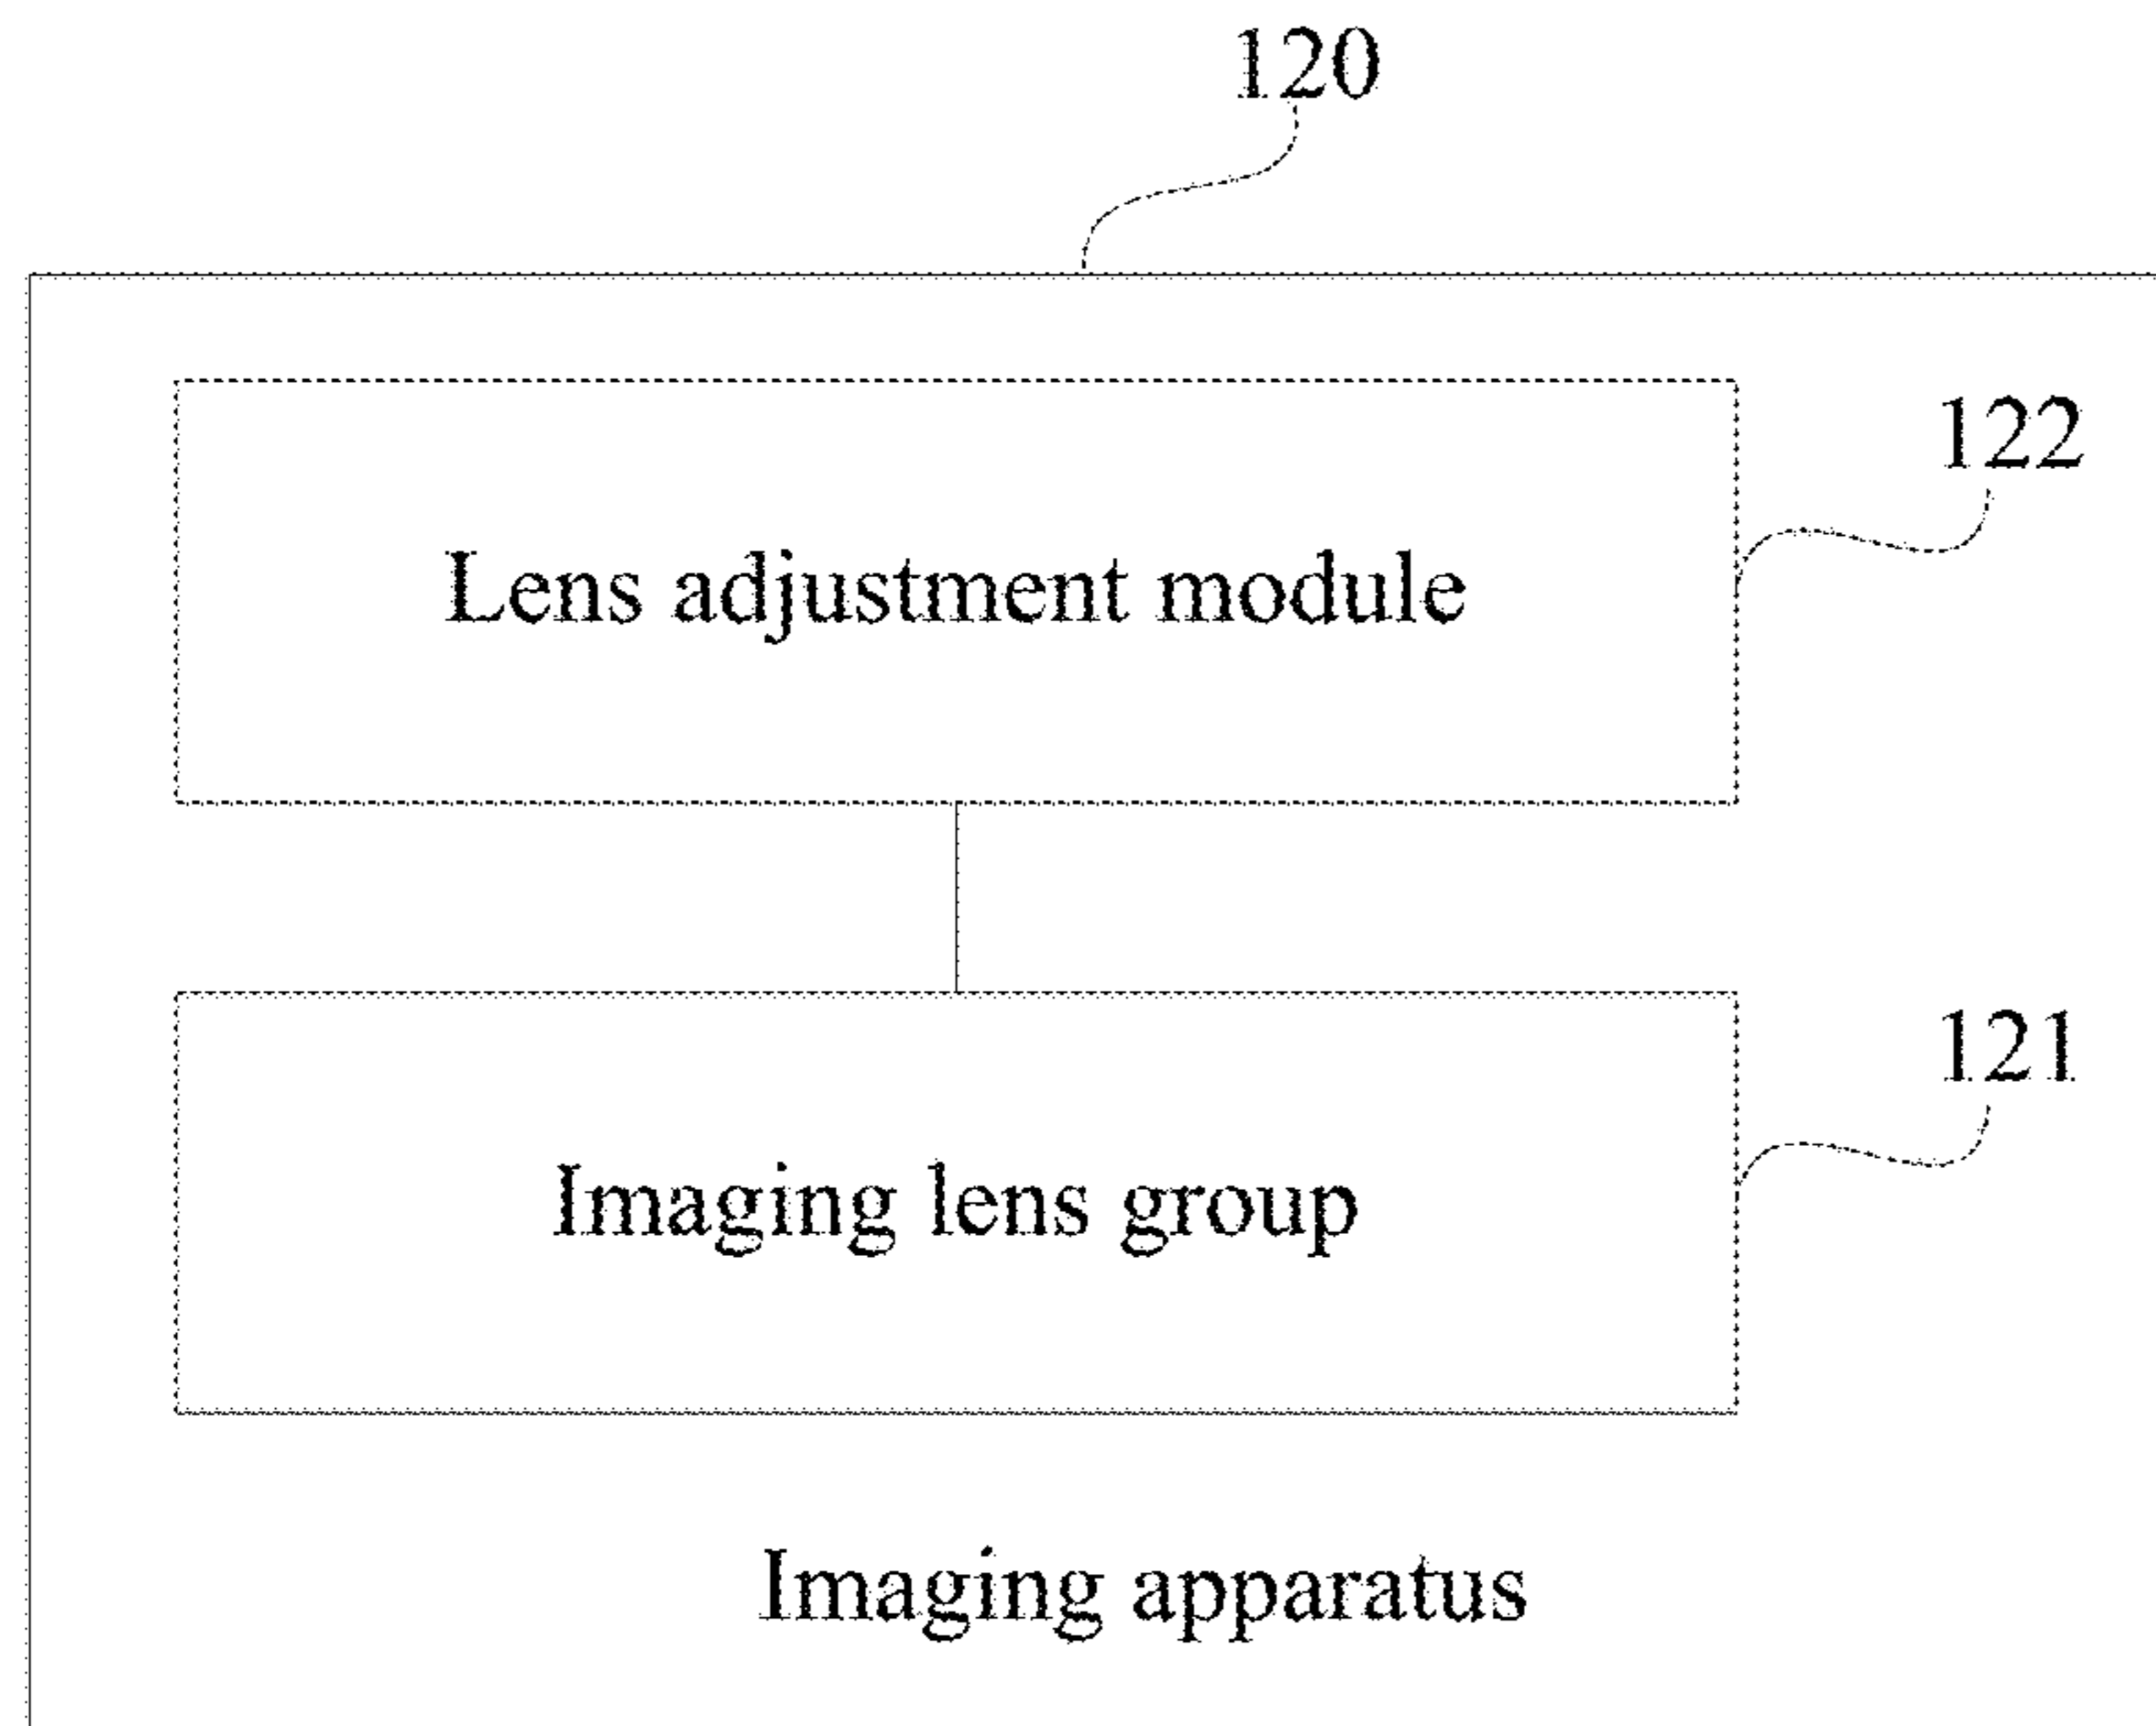 120
122
Lens adjustment module
121
Imaging lens group
Imaging apparatus